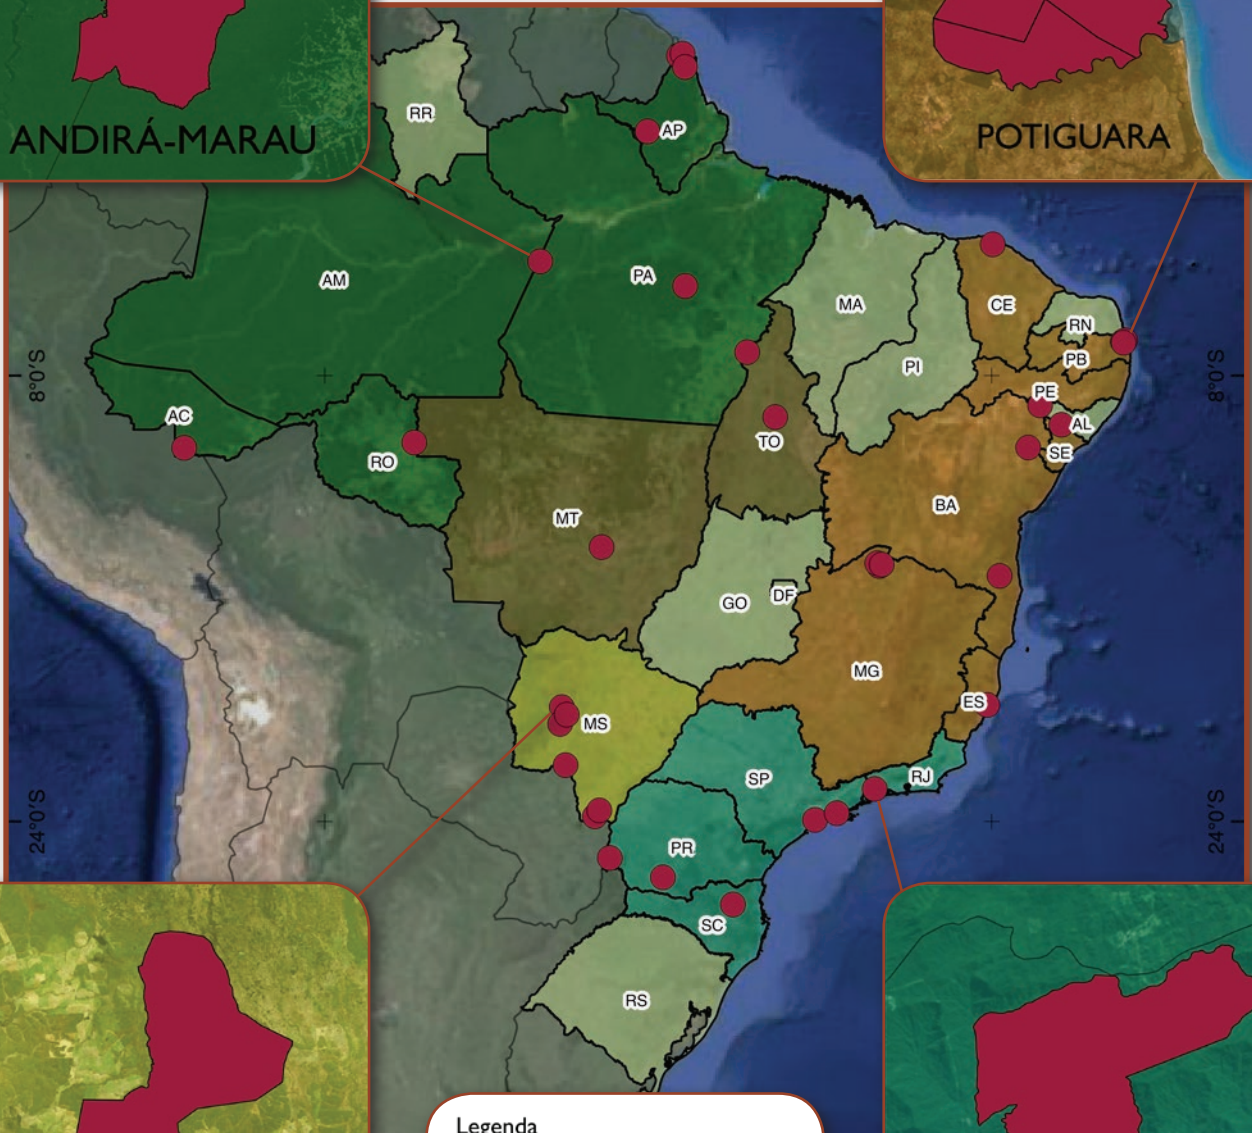 ANDIRÁ-MARAU
POTIGUARA
RR
AP
AM
PA
MA
CE
RN
PB
PI
PE
AL
SE
AC
RO
TO
BA
MT
GO
DF
MG
ES
MS
SP
RJ
PR
SC
RS
8°0'S
8°0'S
24°0'S
24°0'S
Legenda